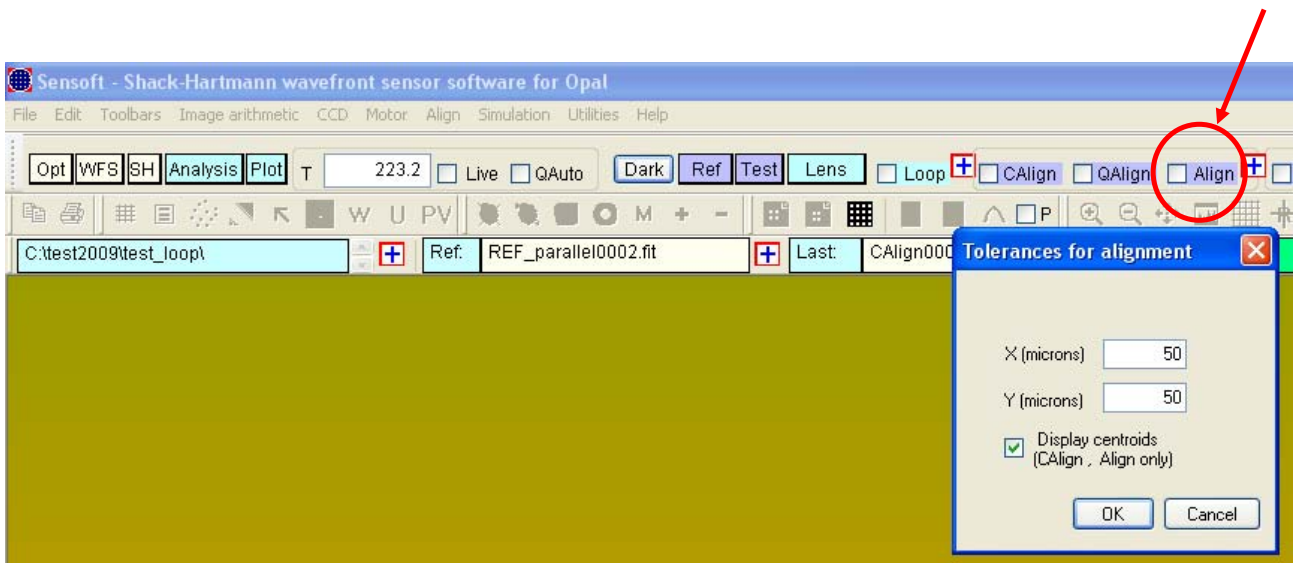 Sensoft - Shack-Hartmann wavefront sensor software for Opal
File Edit Toolbars Image arithmetic CCD Motor Align Simulation Utilities Help
Opt WFS SH Analysis Plot T 223.2 Live QAuto Dark Ref Test Lens Loop + CAlign QAlign Align +
W U PV M + - P
C:\test2009\test_loop\ + Ref: REF_parallel0002.fit + Last: CAlign000
Tolerances for alignment
X (microns) 50
Y (microns) 50
Display centroids
(CAlign , Align only)
OK Cancel